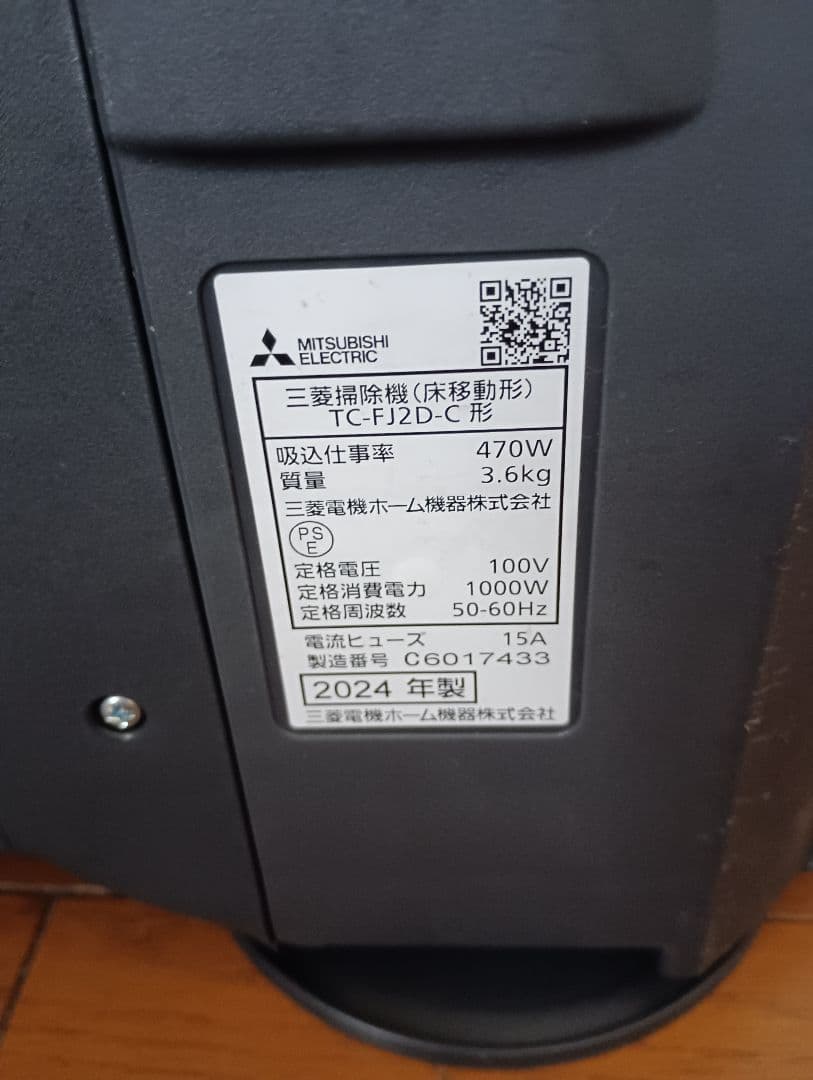 MITSUBISHI
ELECTRIC
三菱掃除機(床移動形)
TC-FJ2D-C 形
吸込仕事率 470W
質量 3.6kg
三菱電機ホーム機器株式会社
PS
E
定格電圧 100V
定格消費電力 1000W
定格周波数 50-60Hz
電流ヒューズ 15A
製造番号 C6017433
2024 年製
三菱電機ホーム機器株式会社